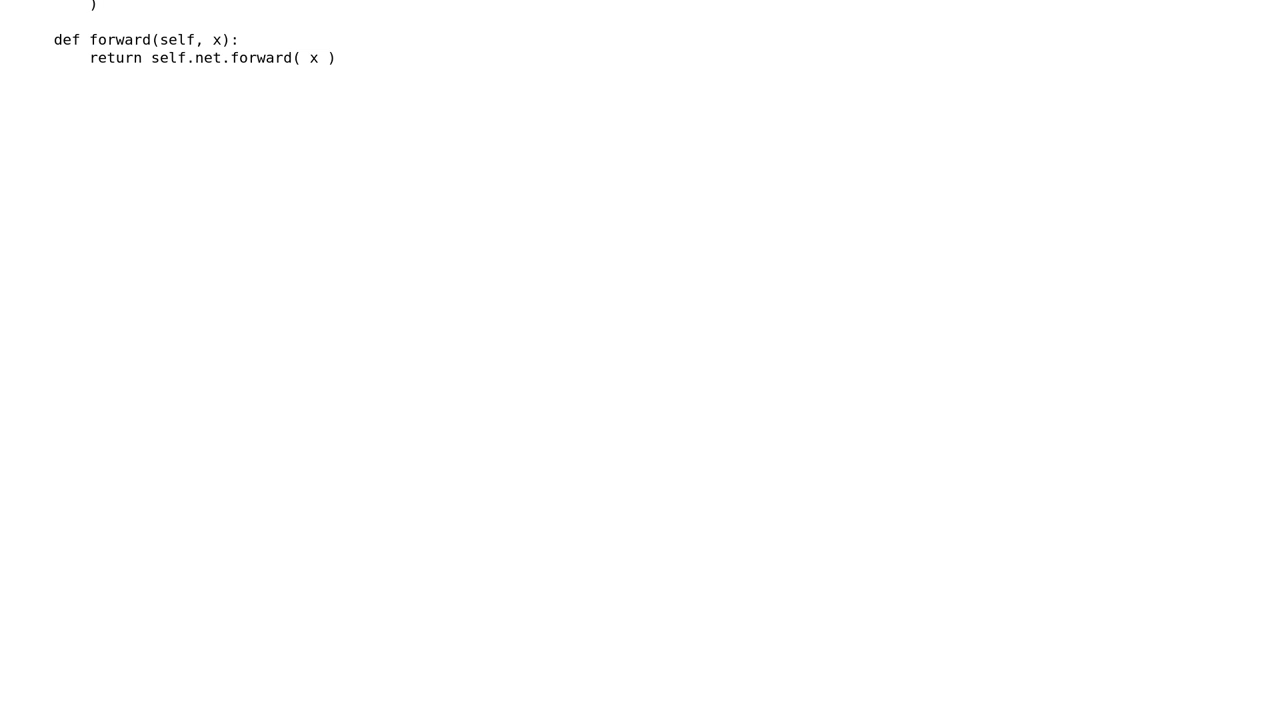 )
def forward(self, x):
return self.net.forward( x )